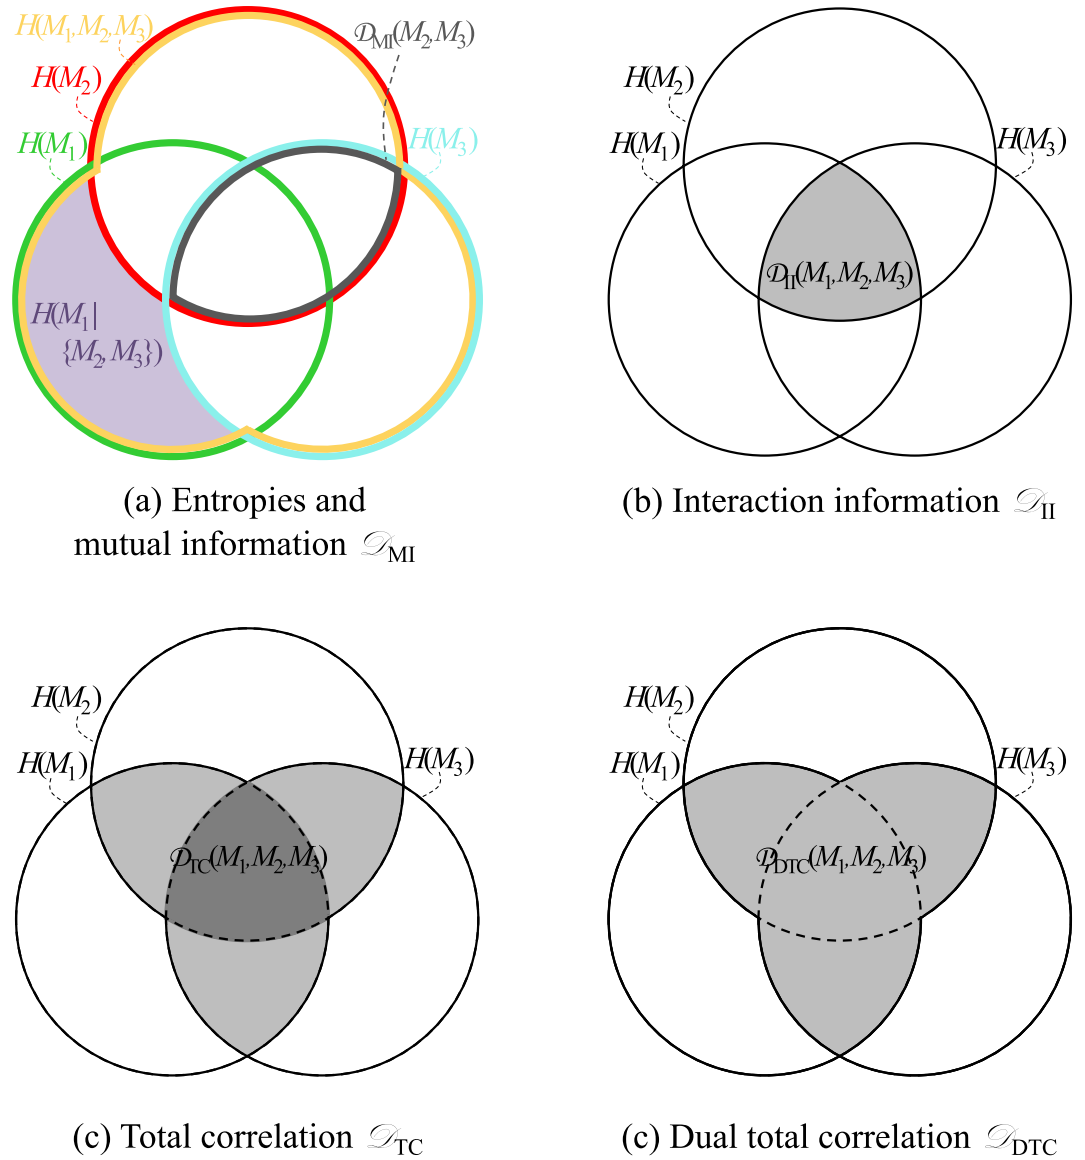 H(M₁,M₂,M₃)
𝒟MI(M₂,M₃)
H(M₂)
H(M₁)
H(M₃)
H(M₁|
{M₂,M₃})
(a) Entropies and
mutual information 𝒟MI
H(M₂)
H(M₁)
H(M₃)
𝒟II(M₁,M₂,M₃)
(b) Interaction information 𝒟II
H(M₂)
H(M₁)
H(M₃)
𝒟TC(M₁,M₂,M₃)
(c) Total correlation 𝒟TC
H(M₂)
H(M₁)
H(M₃)
𝒟DTC(M₁,M₂,M₃)
(c) Dual total correlation 𝒟DTC